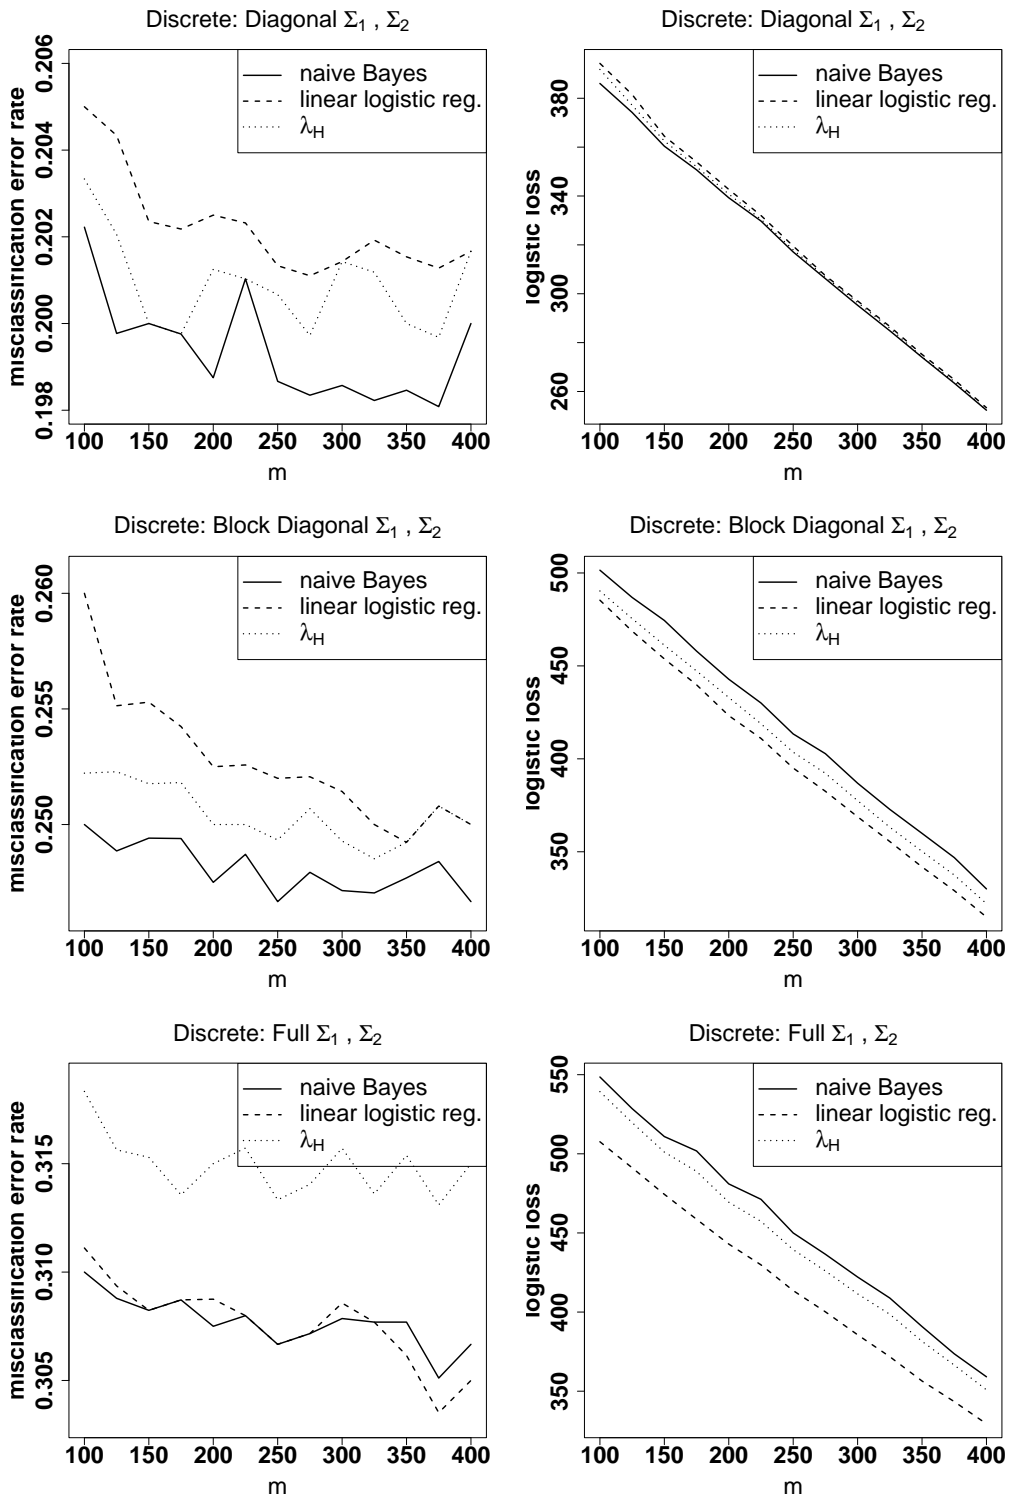 Discrete: Diagonal Σ1 , Σ2
misclassification error rate
0.198 0.200 0.202 0.204 0.206
naive Bayes
linear logistic reg.
λH
100 150 200 250 300 350 400
m
Discrete: Diagonal Σ1 , Σ2
logistic loss
260 300 340 380
naive Bayes
linear logistic reg.
λH
100 150 200 250 300 350 400
m
Discrete: Block Diagonal Σ1 , Σ2
misclassification error rate
0.250 0.255 0.260
naive Bayes
linear logistic reg.
λH
100 150 200 250 300 350 400
m
Discrete: Block Diagonal Σ1 , Σ2
logistic loss
350 400 450 500
naive Bayes
linear logistic reg.
λH
100 150 200 250 300 350 400
m
Discrete: Full Σ1 , Σ2
misclassification error rate
0.305 0.310 0.315
naive Bayes
linear logistic reg.
λH
100 150 200 250 300 350 400
m
Discrete: Full Σ1 , Σ2
logistic loss
350 400 450 500 550
naive Bayes
linear logistic reg.
λH
100 150 200 250 300 350 400
m